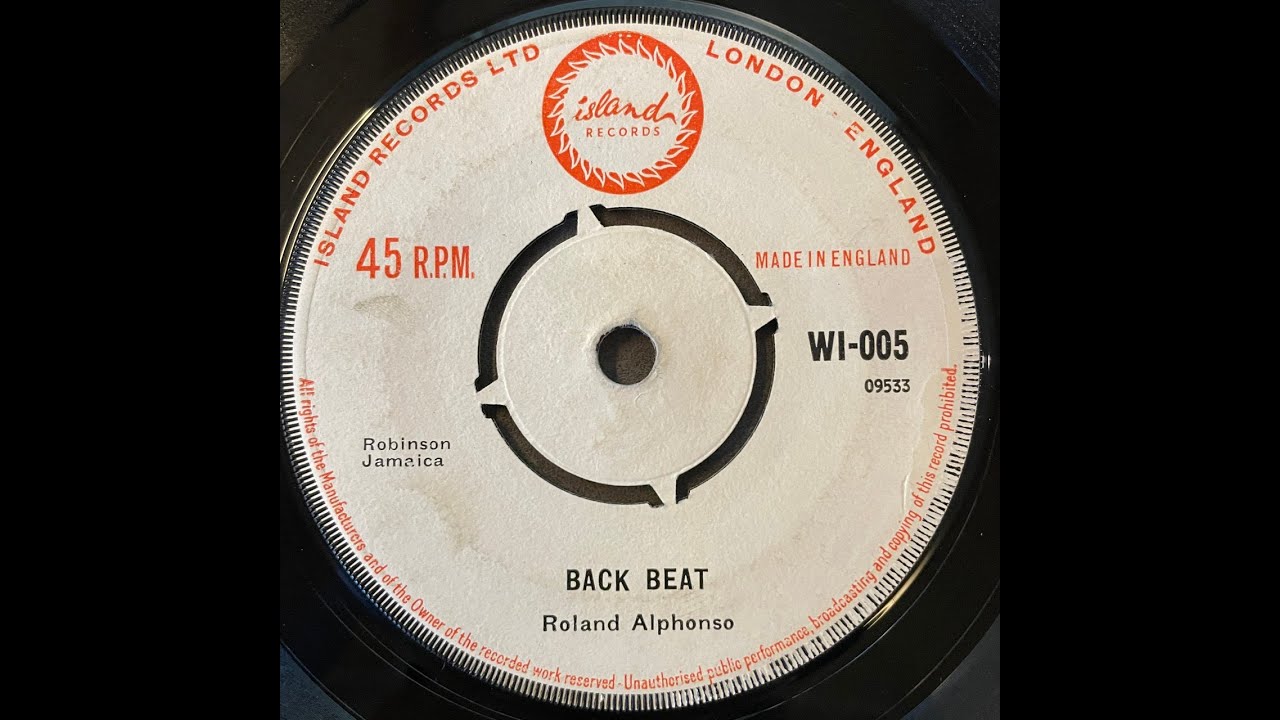 ISLAND RECORDS LTD
LONDON - ENGLAND
island
RECORDS
45 R.P.M.
MADE IN ENGLAND
WI-005
09533
Robinson
Jamaica
BACK BEAT
Roland Alphonso
All rights of the Manufacturers and of the Owner of the recorded work reserved - Unauthorised public performance, broadcasting and copying of this record prohibited.